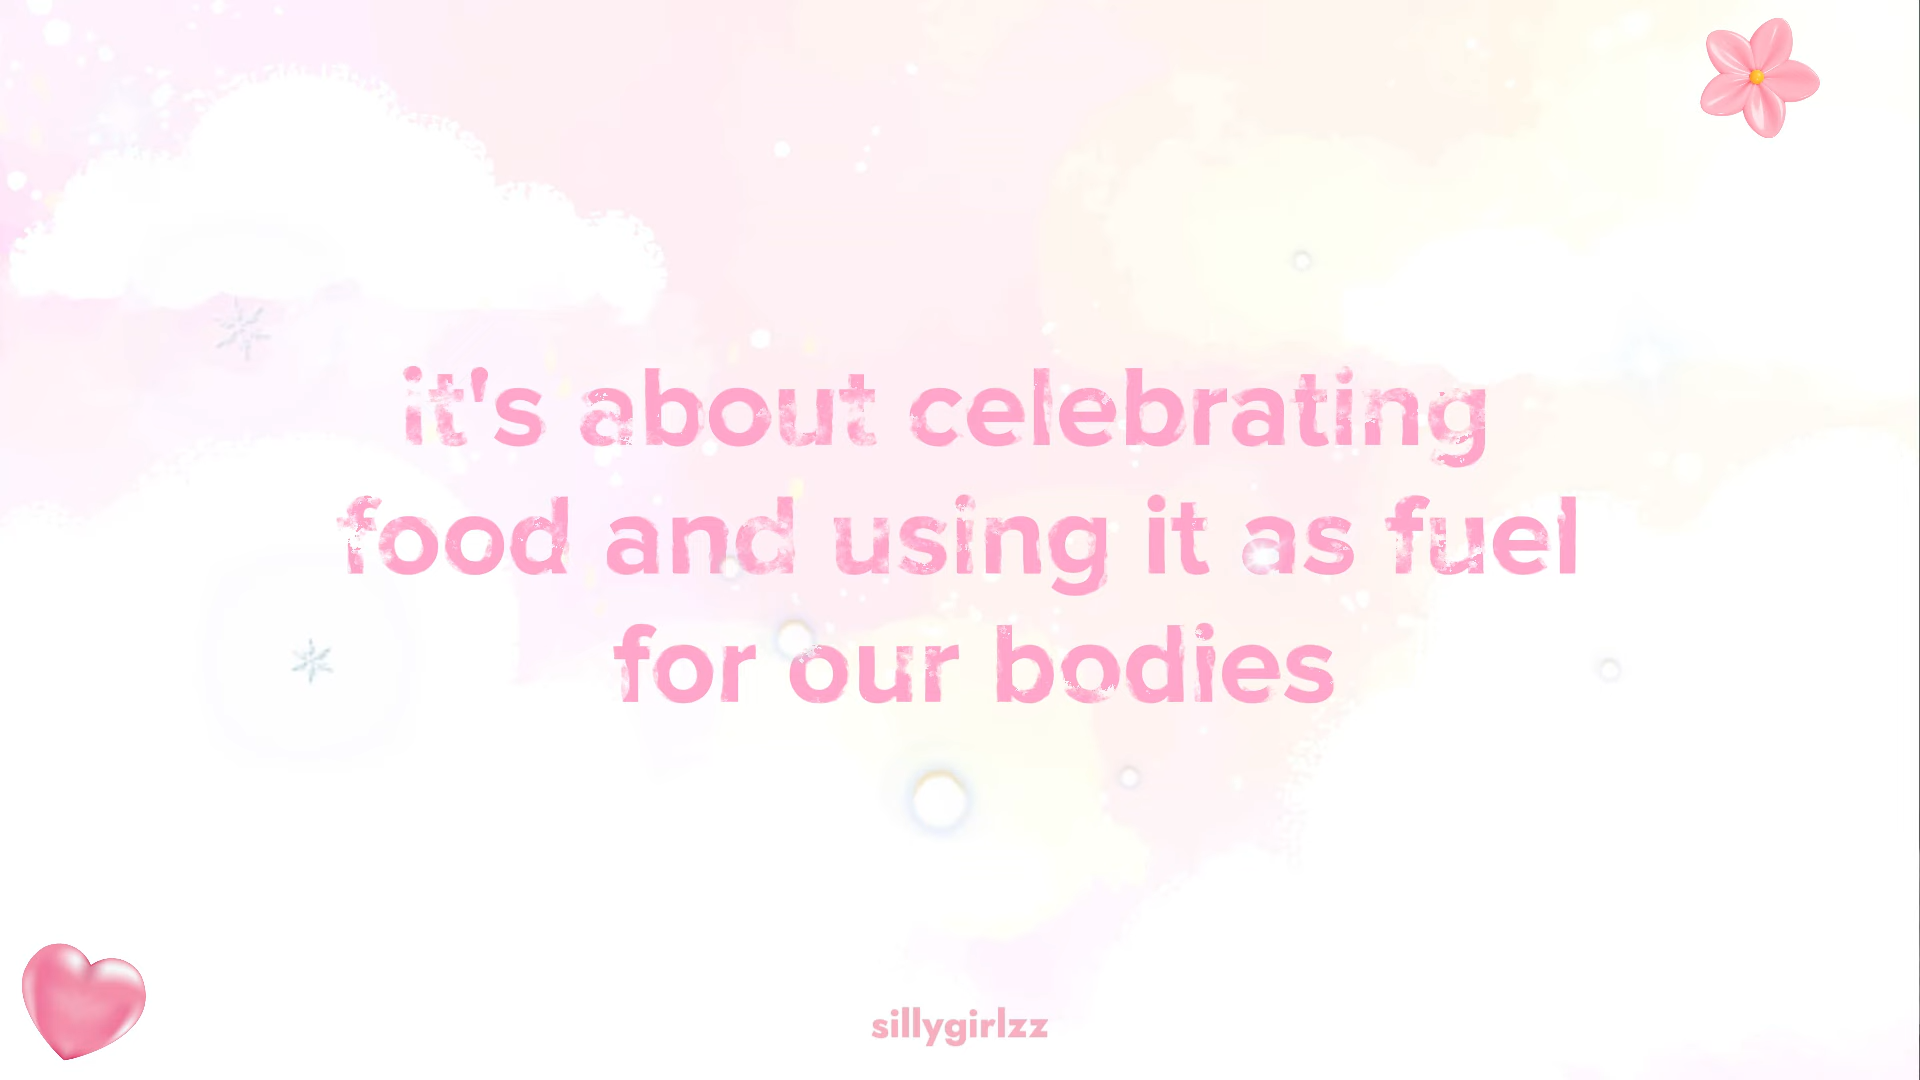 it's about celebrating
food and using it as fuel
for our bodies
sillygirlzz